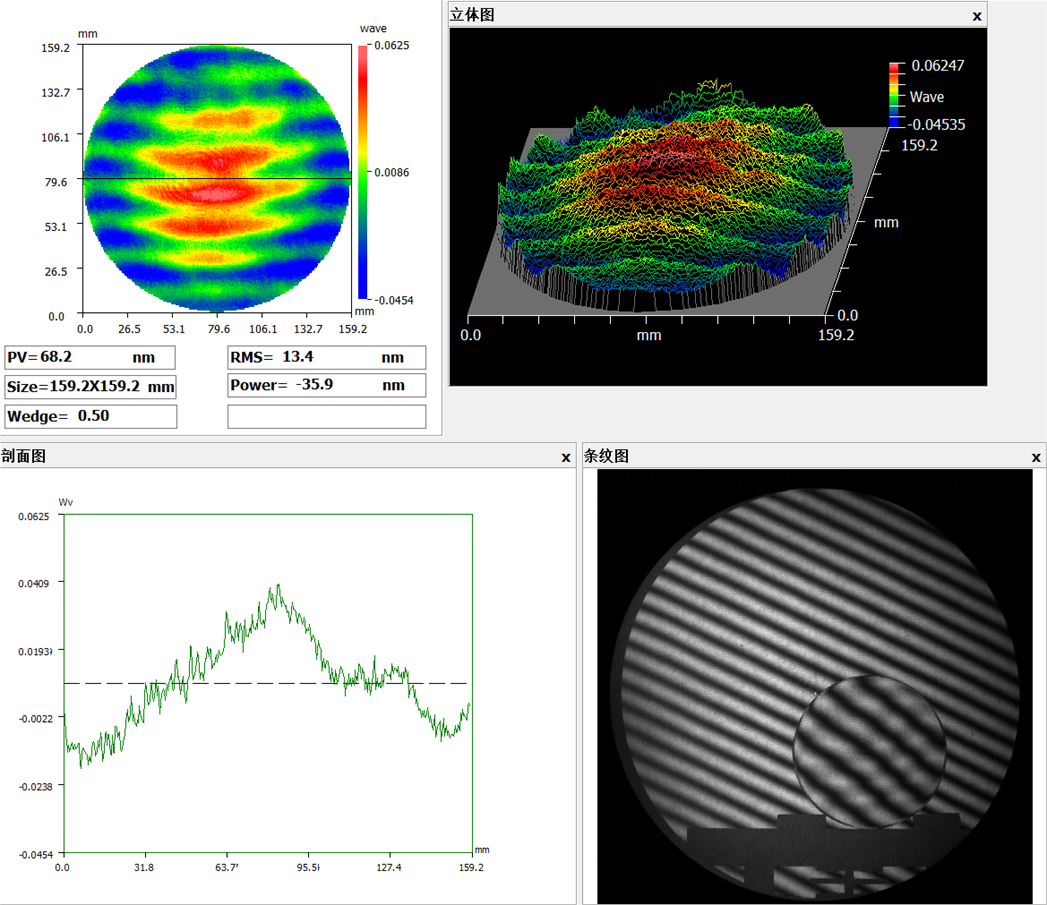 mm
wave
159.2
132.7
106.1
79.6
53.1
26.5
0.0
0.0 26.5 53.1 79.6 106.1 132.7 159.2
mm
0.0625
0.0086
-0.0454
PV= 68.2 nm
RMS= 13.4 nm
Size=159.2X159.2 mm
Power= -35.9 nm
Wedge= 0.50
立体图 x
0.06247
Wave
-0.04535
159.2
mm
0.0
0.0 mm 159.2
剖面图 x
Wv
0.0625
0.0409
0.0193
-0.0022
-0.0238
-0.0454
mm
0.0 31.8 63.7 95.5 127.4 159.2
条纹图 x